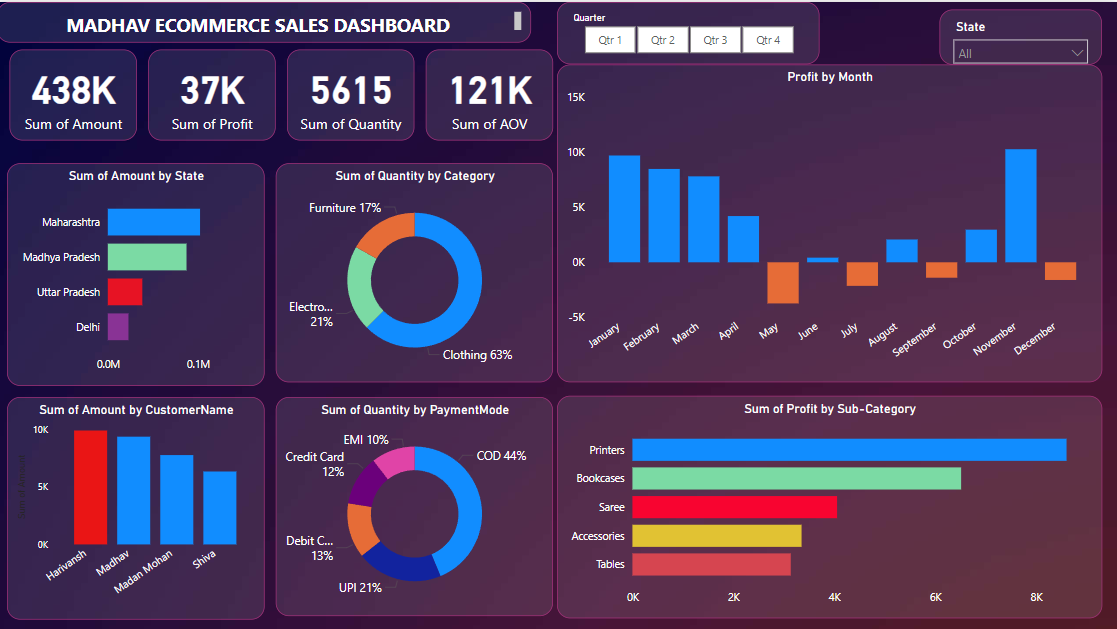 MADHAV ECOMMERCE SALES DASHBOARD
Quarter
Qtr 1
Qtr 2
Qtr 3
Qtr 4
State
All
438K
Sum of Amount
37K
Sum of Profit
5615
Sum of Quantity
121K
Sum of AOV
Profit by Month
15K
10K
5K
0K
-5K
January
February
March
April
May
June
July
August
September
October
November
December
Sum of Amount by State
Maharashtra
Madhya Pradesh
Uttar Pradesh
Delhi
0.0M
0.1M
Sum of Quantity by Category
Furniture 17%
Electro...
21%
Clothing 63%
Sum of Amount by CustomerName
Sum of Amount
10K
5K
0K
Harivansh
Madhav
Madan Mohan
Shiva
Sum of Quantity by PaymentMode
EMI 10%
Credit Card
12%
Debit C...
13%
UPI 21%
COD 44%
Sum of Profit by Sub-Category
Printers
Bookcases
Saree
Accessories
Tables
0K
2K
4K
6K
8K